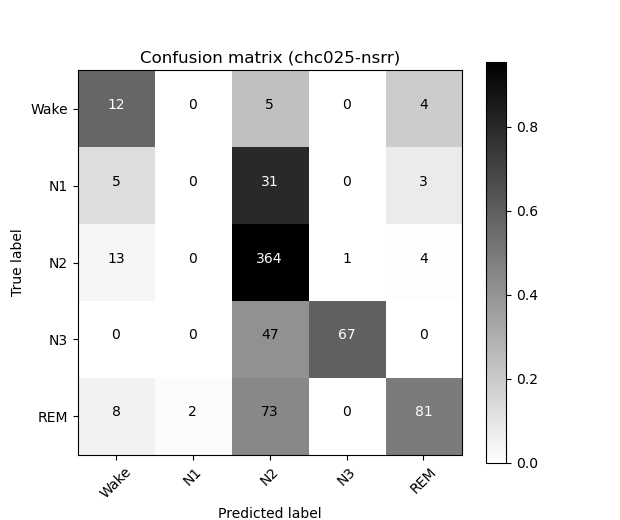 Confusion matrix (chc025-nsrr)
Wake 12 0 5 0 4
N1 5 0 31 0 3
N2 13 0 364 1 4
N3 0 0 47 67 0
REM 8 2 73 0 81
Wake N1 N2 N3 REM
Predicted label
True label
0.8
0.6
0.4
0.2
0.0